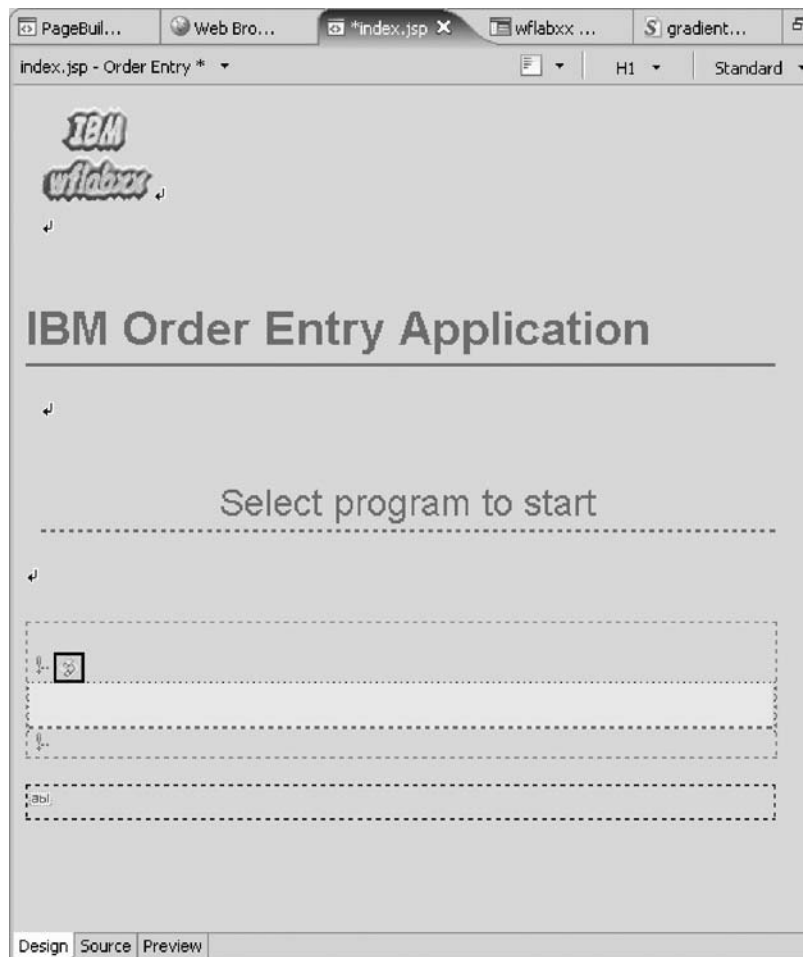 PageBuil... Web Bro... *index.jsp wflabxx ... gradient...
index.jsp - Order Entry * H1 Standard
IBM
wflabxx
IBM Order Entry Application
Select program to start
abl
Design Source Preview